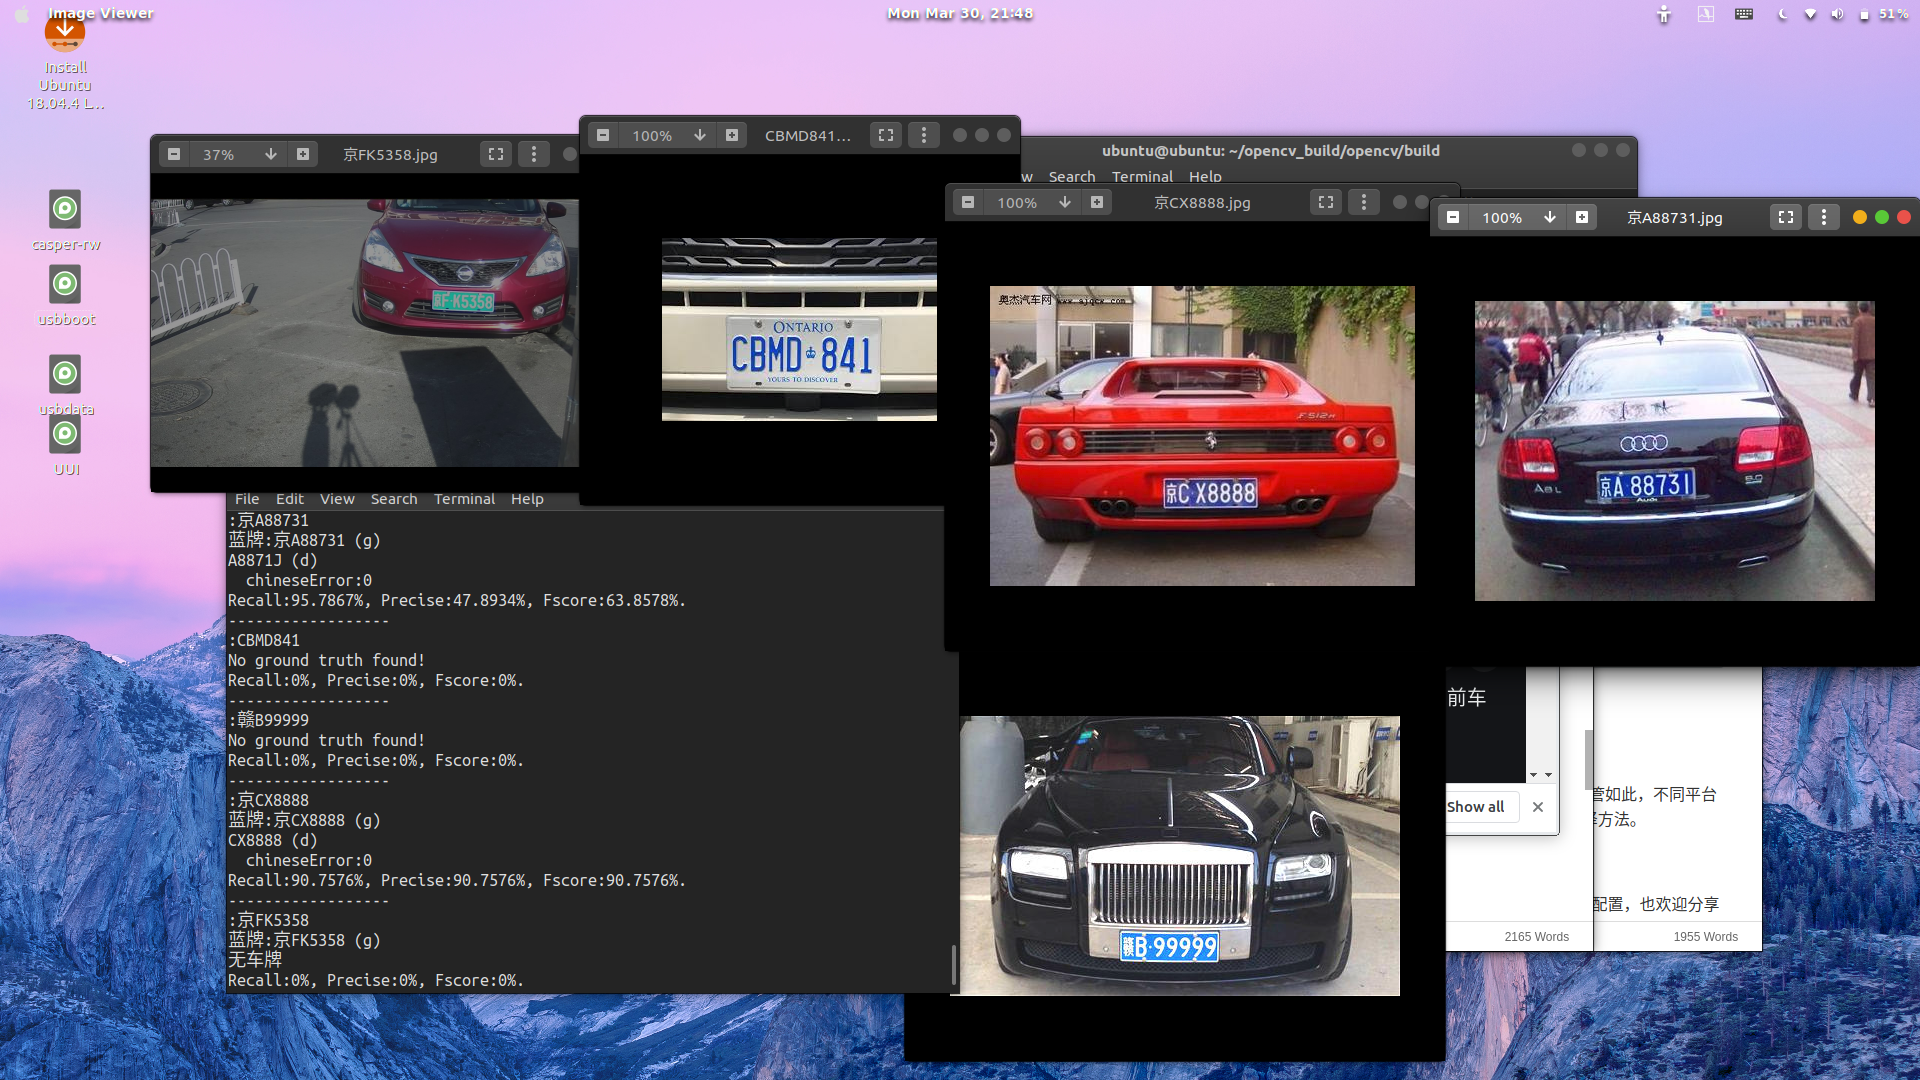 Image Viewer
Mon Mar 30, 21:48
51%
Install
Ubuntu
18.04.4 L...
casper-rw
usbboot
usbdata
UUI
37%
京FK5358.jpg
京F·K5358
100%
CBMD841...
ONTARIO
CBMD 841
YOURS TO DISCOVER
ubuntu@ubuntu: ~/opencv_build/opencv/build
w Search Terminal Help
100%
京CX8888.jpg
奥杰汽车网 www.ajqcw.com
F512M
京C·X8888
100%
京A88731.jpg
A8L
京A·88731
6.0
File Edit View Search Terminal Help
:京A88731
蓝牌:京A88731 (g)
A8871J (d)
chineseError:0
Recall:95.7867%, Precise:47.8934%, Fscore:63.8578%.
------------------
:CBMD841
No ground truth found!
Recall:0%, Precise:0%, Fscore:0%.
------------------
:赣B99999
No ground truth found!
Recall:0%, Precise:0%, Fscore:0%.
------------------
:京CX8888
蓝牌:京CX8888 (g)
CX8888 (d)
chineseError:0
Recall:90.7576%, Precise:90.7576%, Fscore:90.7576%.
------------------
:京FK5358
蓝牌:京FK5358 (g)
无车牌
Recall:0%, Precise:0%, Fscore:0%.
赣B·99999
前车
Show all
管如此，不同平台
方法。
配置，也欢迎分享
2165 Words
1955 Words